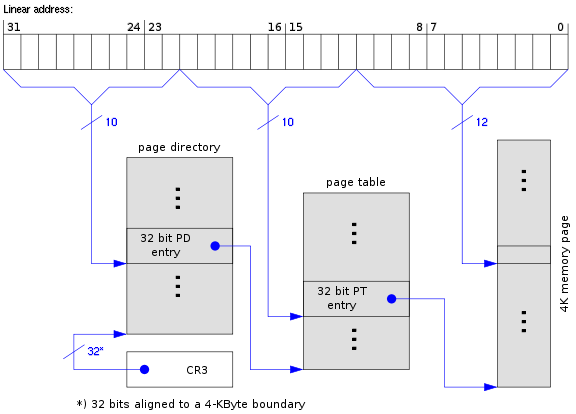 Linear address:
31 24 23 16 15 8 7 0
10 10 12
page directory
page table
32 bit PD
entry
32 bit PT
entry
4K memory page
32*
CR3
*) 32 bits aligned to a 4-KByte boundary